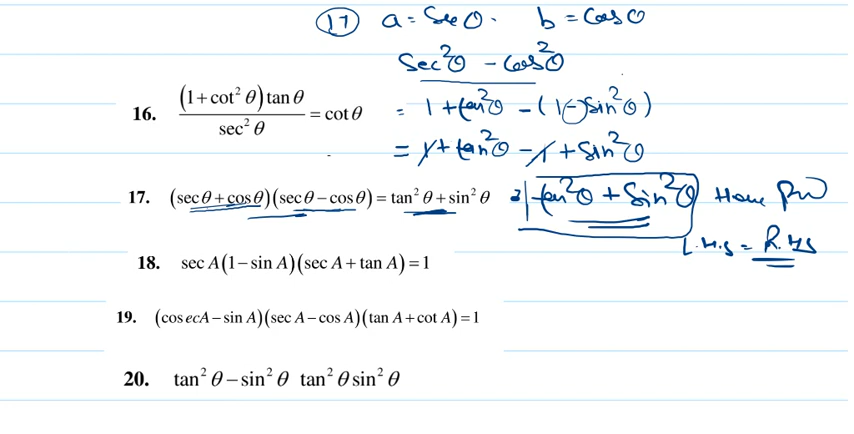 (17) a = Sec θ. b = Cos θ
Sec²θ - Cos²θ
16. (1+cot² θ) tan θ / sec² θ = cot θ = 1 + tan²θ - (1 - Sin²θ)
= 1 + tan²θ - 1 + Sin²θ
17. (sec θ + cos θ)(sec θ − cos θ) = tan² θ + sin² θ tan²θ + Sin²θ
L.H.S = R.HS
18. sec A(1 − sin A)(sec A + tan A) = 1
19. (cos ecA − sin A)(sec A − cos A)(tan A + cot A) = 1
20. tan² θ − sin² θ tan² θ sin² θ